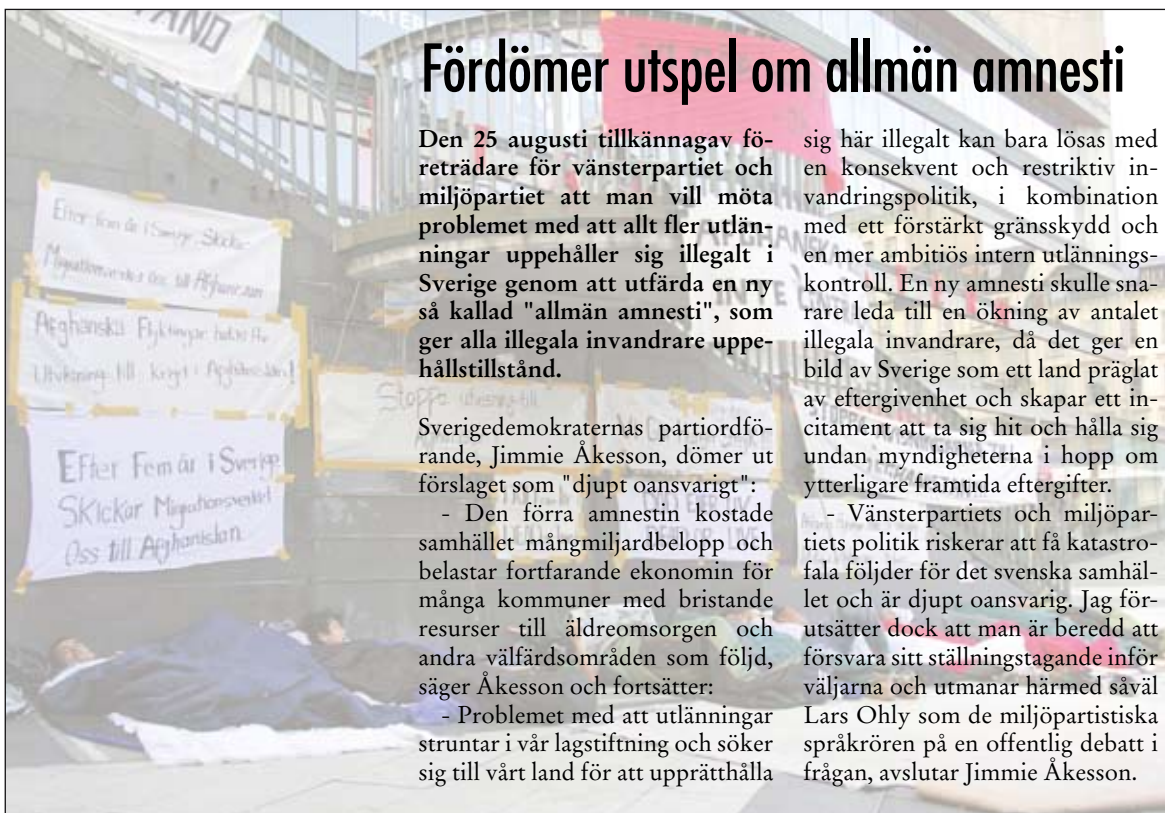 Fördömer utspel om allmän amnesti
Den 25 augusti tillkännagav fö-
reträdare för vänsterpartiet och
miljöpartiet att man vill möta
problemet med att allt fler utlän-
ningar uppehåller sig illegalt i
Sverige genom att utfärda en ny
så kallad "allmän amnesti", som
ger alla illegala invandrare uppe-
hållstillstånd.
Sverigedemokraternas partiordfö-
rande, Jimmie Åkesson, dömer ut
förslaget som "djupt oansvarigt":
- Den förra amnestin kostade
samhället mångmiljardbelopp och
belastar fortfarande ekonomin för
många kommuner med bristande
resurser till äldreomsorgen och
andra välfärdsområden som följd,
säger Åkesson och fortsätter:
- Problemet med att utlänningar
struntar i vår lagstiftning och söker
sig till vårt land för att upprätthålla
sig här illegalt kan bara lösas med
en konsekvent och restriktiv in-
vandringspolitik, i kombination
med ett förstärkt gränsskydd och
en mer ambitiös intern utlännings-
kontroll. En ny amnesti skulle sna-
rare leda till en ökning av antalet
illegala invandrare, då det ger en
bild av Sverige som ett land präglat
av eftergivenhet och skapar ett in-
citament att ta sig hit och hålla sig
undan myndigheterna i hopp om
ytterligare framtida eftergifter.
- Vänsterpartiets och miljöpar-
tiets politik riskerar att få katastro-
fala följder för det svenska samhäl-
let och är djupt oansvarig. Jag för-
utsätter dock att man är beredd att
försvara sitt ställningstagande inför
väljarna och utmanar härmed såväl
Lars Ohly som de miljöpartistiska
språkrören på en offentlig debatt i
frågan, avslutar Jimmie Åkesson.
Efter fem år i Sverige Skickar
Migrationsverket Oss till Afghanistan
Afghanska Flyktingar
Utvisning till krig i Afghanistan!
Stoppa utvisning till
EFter Fem år i Sverige
SKickar Migrationsverket
Oss till Afghanistan